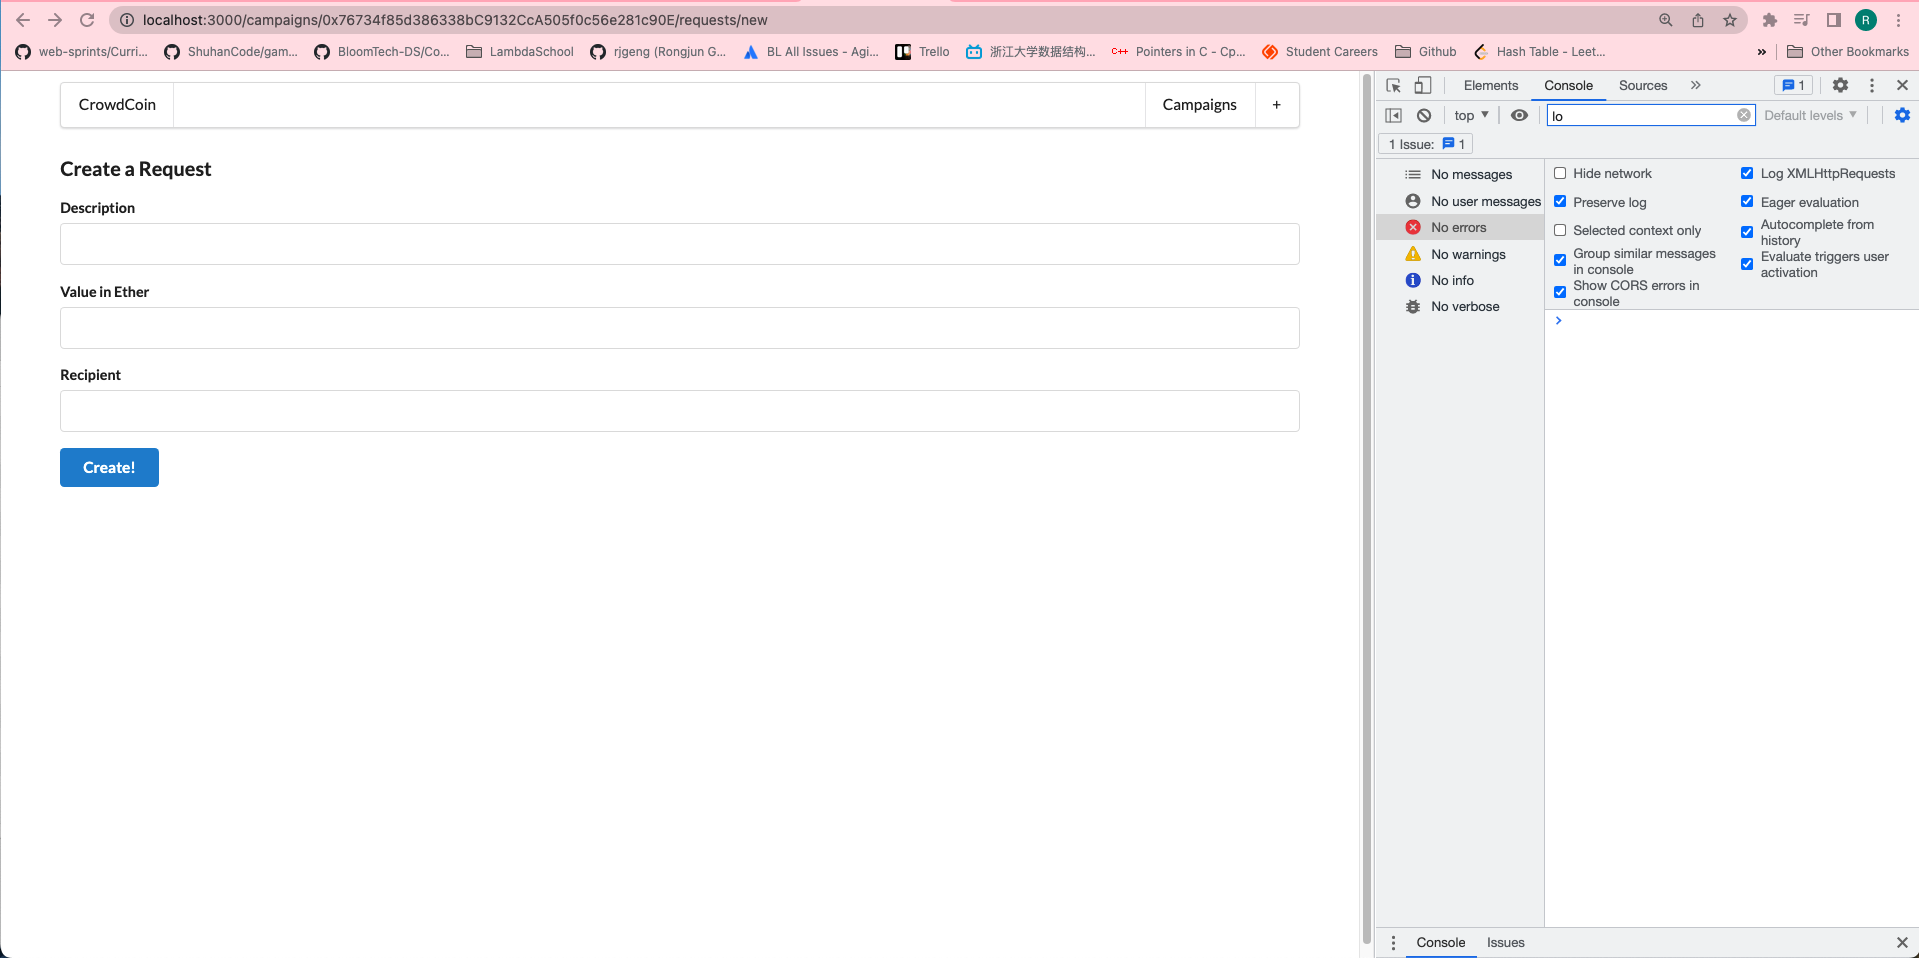 localhost:3000/campaigns/0x76734f85d386338bC9132CcA505f0c56e281c90E/requests/new
R
web-sprints/Curri...
ShuhanCode/gam...
BloomTech-DS/Co...
LambdaSchool
rjgeng (Rongjun G...
BL All Issues - Agi...
Trello
浙江大学数据结构...
C++ Pointers in C - Cp...
Student Careers
Github
Hash Table - Leet...
»
Other Bookmarks
CrowdCoin
Campaigns
+
Create a Request
Description
Value in Ether
Recipient
Create!
Elements
Console
Sources
»
1
top
lo
Default levels
1 Issue: 1
No messages
No user messages
No errors
No warnings
No info
No verbose
Hide network
Preserve log
Selected context only
Group similar messages
in console
Show CORS errors in
console
Log XMLHttpRequests
Eager evaluation
Autocomplete from
history
Evaluate triggers user
activation
Console
Issues